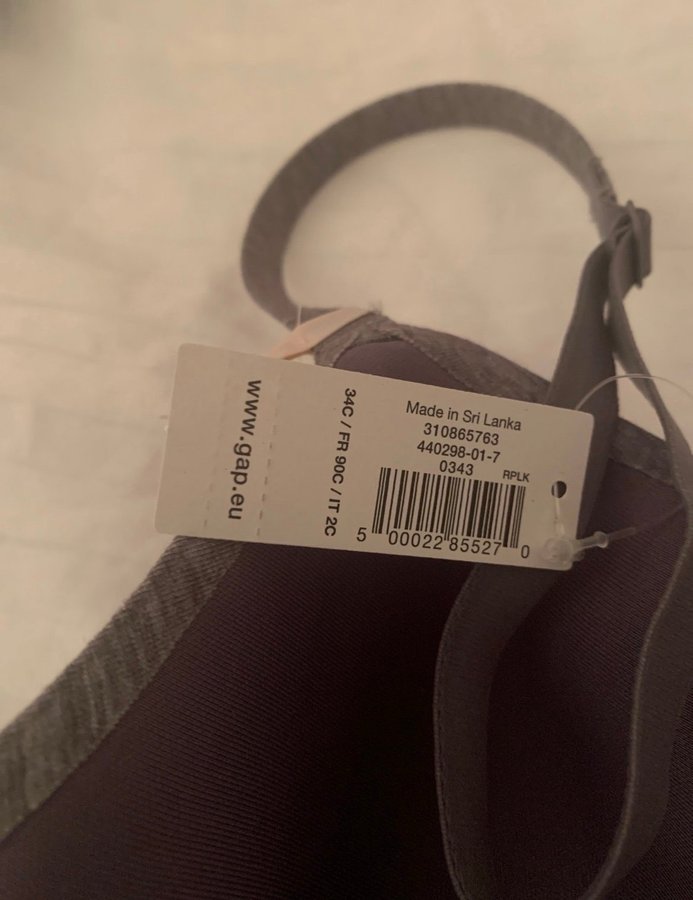 www.gap.eu
34C / FR 90C / IT 2C
Made in Sri Lanka
310865763
440298-01-7
0343
RPLK
5 00022 85527 0